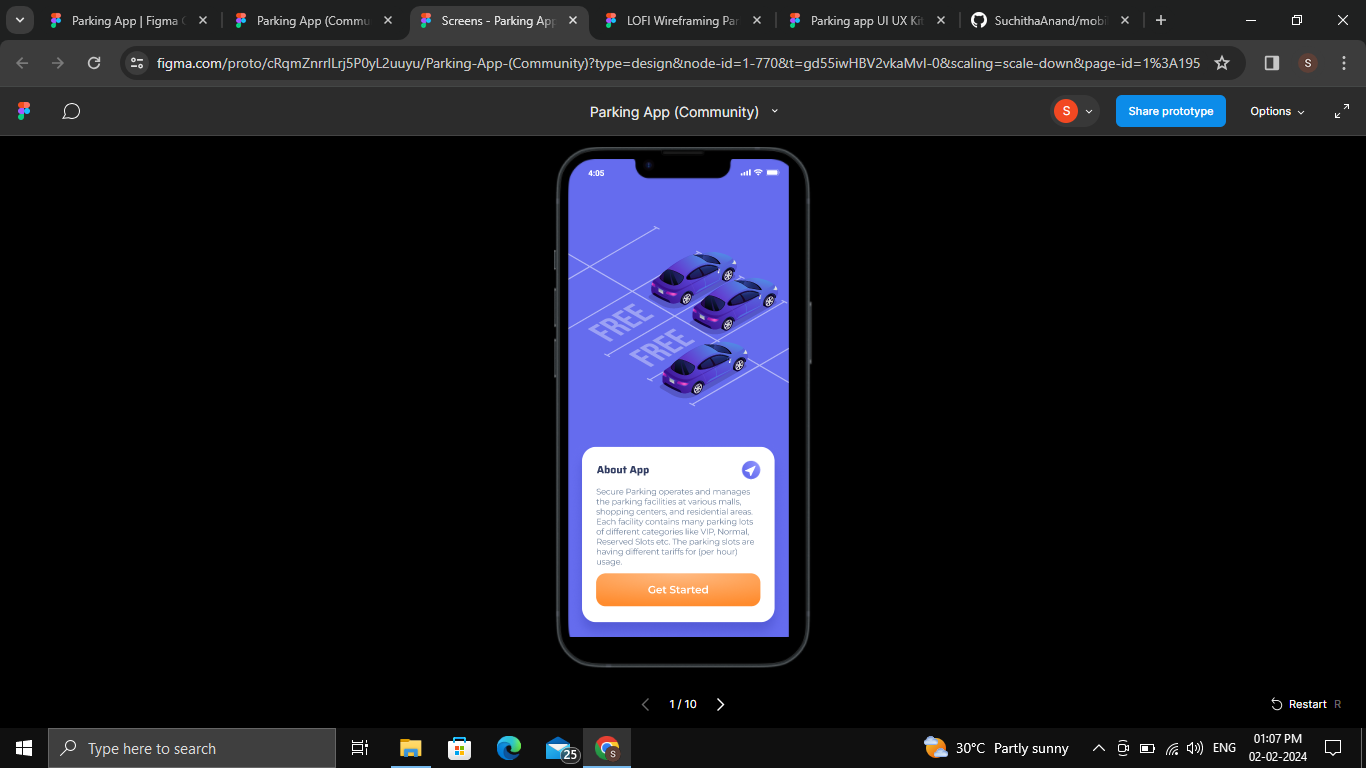 Parking App | Figma C
Parking App (Commu
Screens - Parking App
LOFI Wireframing Par
Parking app UI UX Kit
SuchithaAnand/mobil
figma.com/proto/cRqmZnrrILrj5P0yL2uuyu/Parking-App-(Community)?type=design&node-id=1-770&t=gd55iwHBV2vkaMvI-0&scaling=scale-down&page-id=1%3A195
S
Parking App (Community)
S
Share prototype
Options
4:05
FREE
FREE
About App
Secure Parking operates and manages
the parking facilities at various malls,
shopping centers, and residential areas.
Each facility contains many parking lots
of different categories like VIP, Normal,
Reserved Slots etc. The parking slots are
having different tariffs for (per hour)
usage.
Get Started
1 / 10
Restart R
Type here to search
25
S
30°C Partly sunny
ENG
01:07 PM
02-02-2024